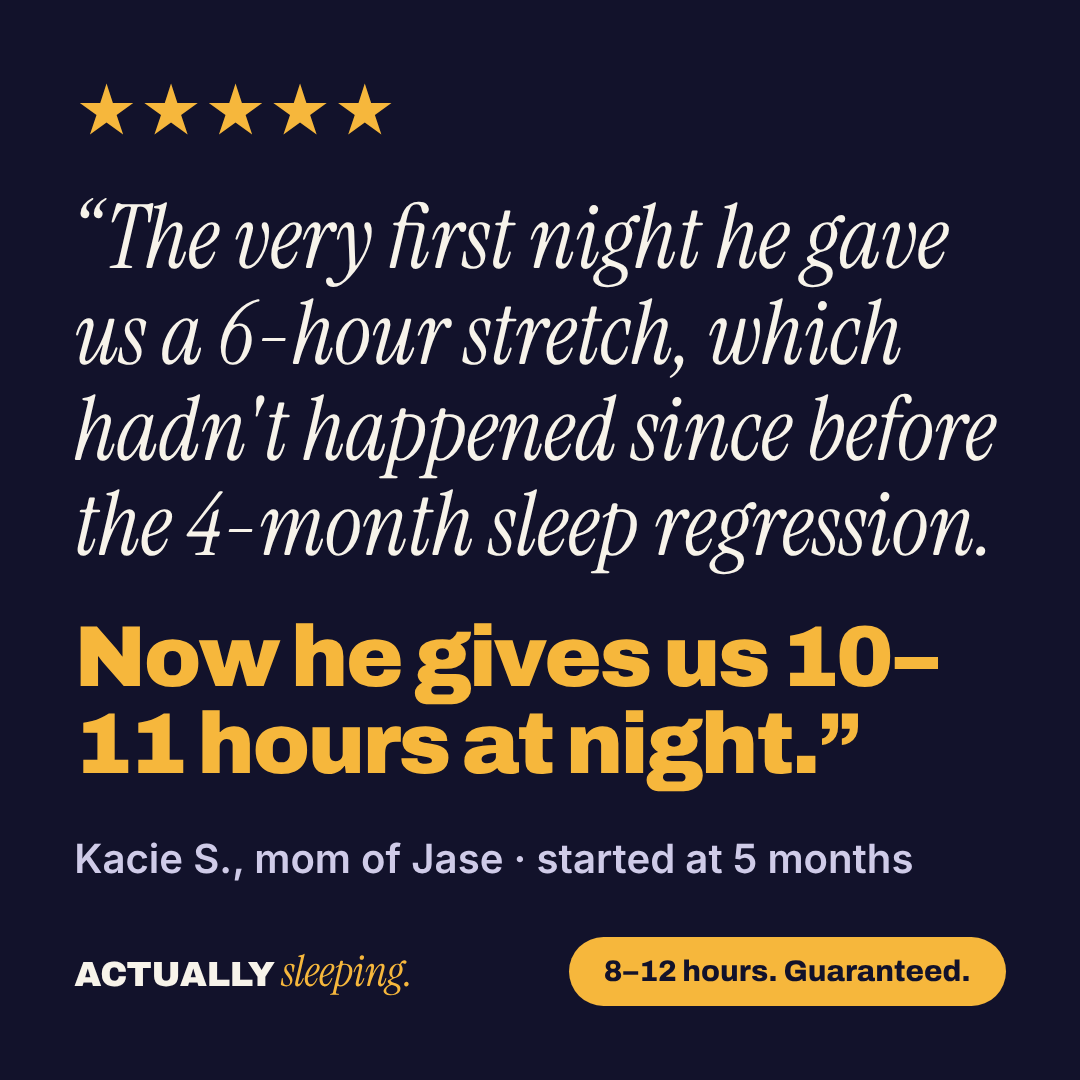 ★★★★★
“The very first night he gave
us a 6-hour stretch, which
hadn't happened since before
the 4-month sleep regression.
Now he gives us 10–
11 hours at night.”
Kacie S., mom of Jase · started at 5 months
ACTUALLY sleeping.
8–12 hours. Guaranteed.